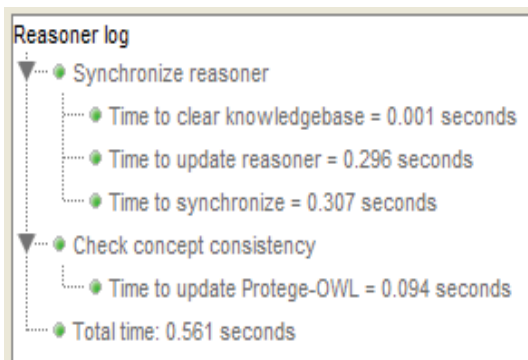 Reasoner log
Synchronize reasoner
Time to clear knowledgebase = 0.001 seconds
Time to update reasoner = 0.296 seconds
Time to synchronize = 0.307 seconds
Check concept consistency
Time to update Protege-OWL = 0.094 seconds
Total time: 0.561 seconds